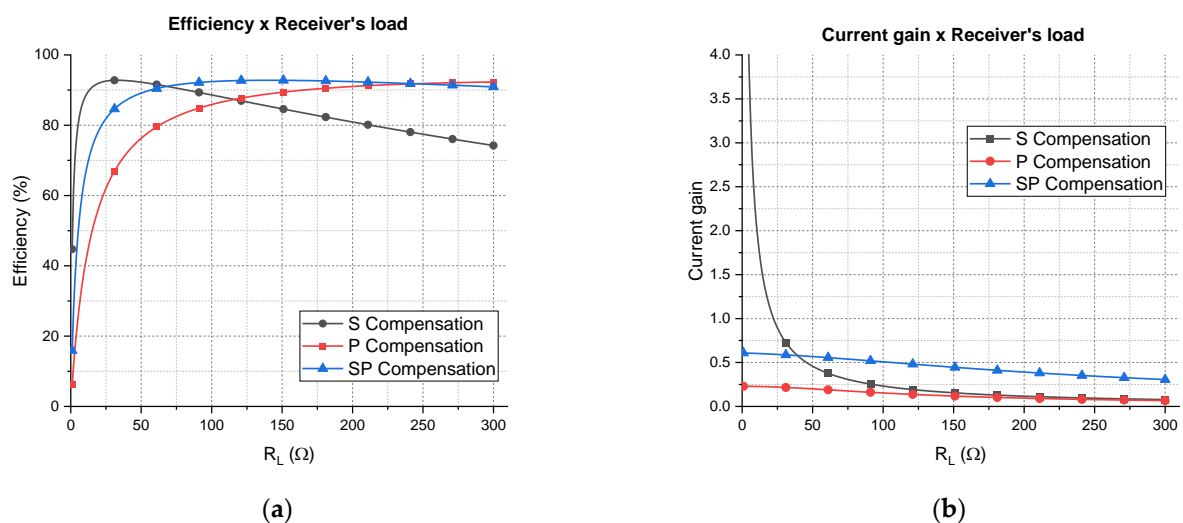 Efficiency x Receiver's load
100
80
60
40
20
0
Efficiency (%)
S Compensation
P Compensation
SP Compensation
0 50 100 150 200 250 300
R_L (Ω)
(a)
Current gain x Receiver's load
4.0
3.5
3.0
2.5
2.0
1.5
1.0
0.5
0.0
Current gain
S Compensation
P Compensation
SP Compensation
0 50 100 150 200 250 300
R_L (Ω)
(b)